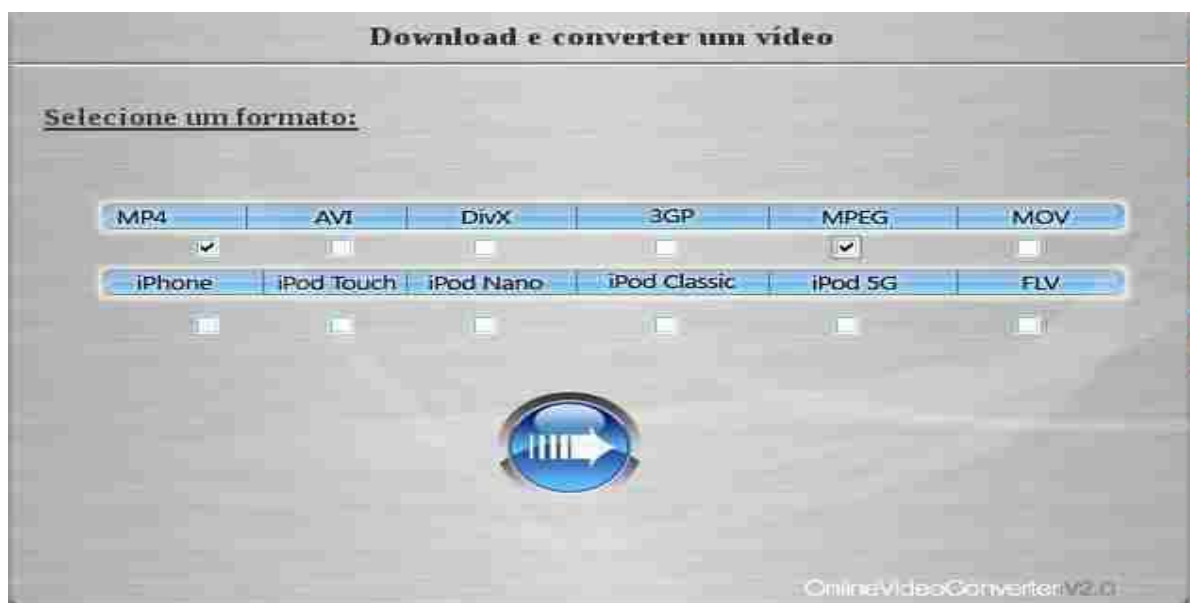 Download e converter um vídeo
Selecione um formato:
MP4 AVI DivX 3GP MPEG MOV
iPhone iPod Touch iPod Nano iPod Classic iPod 5G FLV
OnlineVideoConverter V2.0